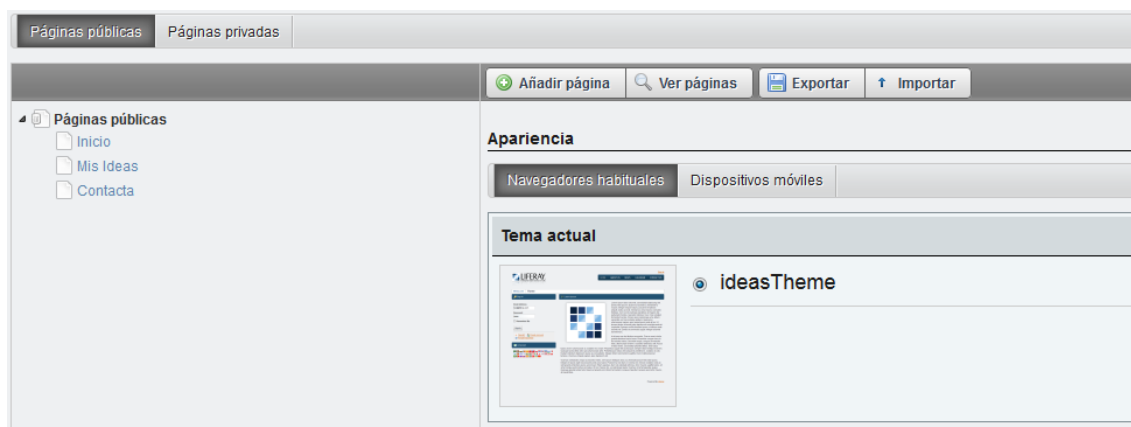 Páginas públicas Páginas privadas
Añadir página Ver páginas Exportar Importar
Páginas públicas
Inicio
Mis Ideas
Contacta
Apariencia
Navegadores habituales Dispositivos móviles
Tema actual
LIFERAY
ideasTheme